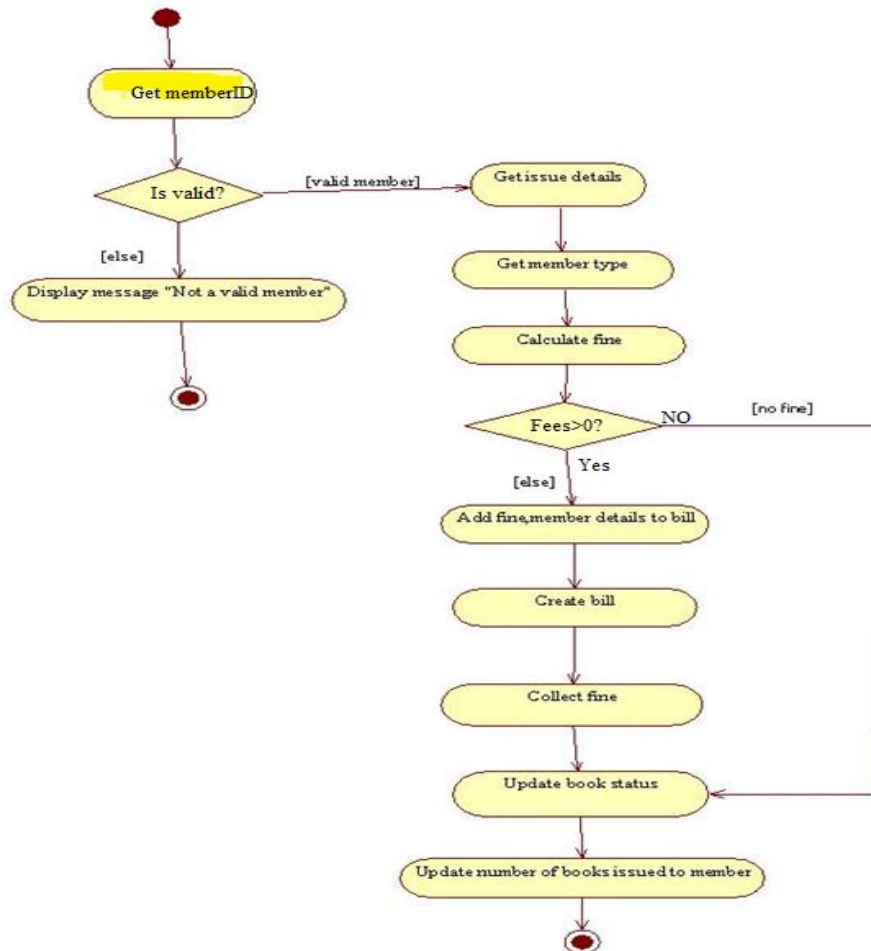 Get memberID
Is valid?
[valid member]
Get issue details
[else]
Get member type
Display message "Not a valid member"
Calculate fine
Fees>0?
NO
[no fine]
Yes
[else]
Add fine,member details to bill
Create bill
Collect fine
Update book status
Update number of books issued to member